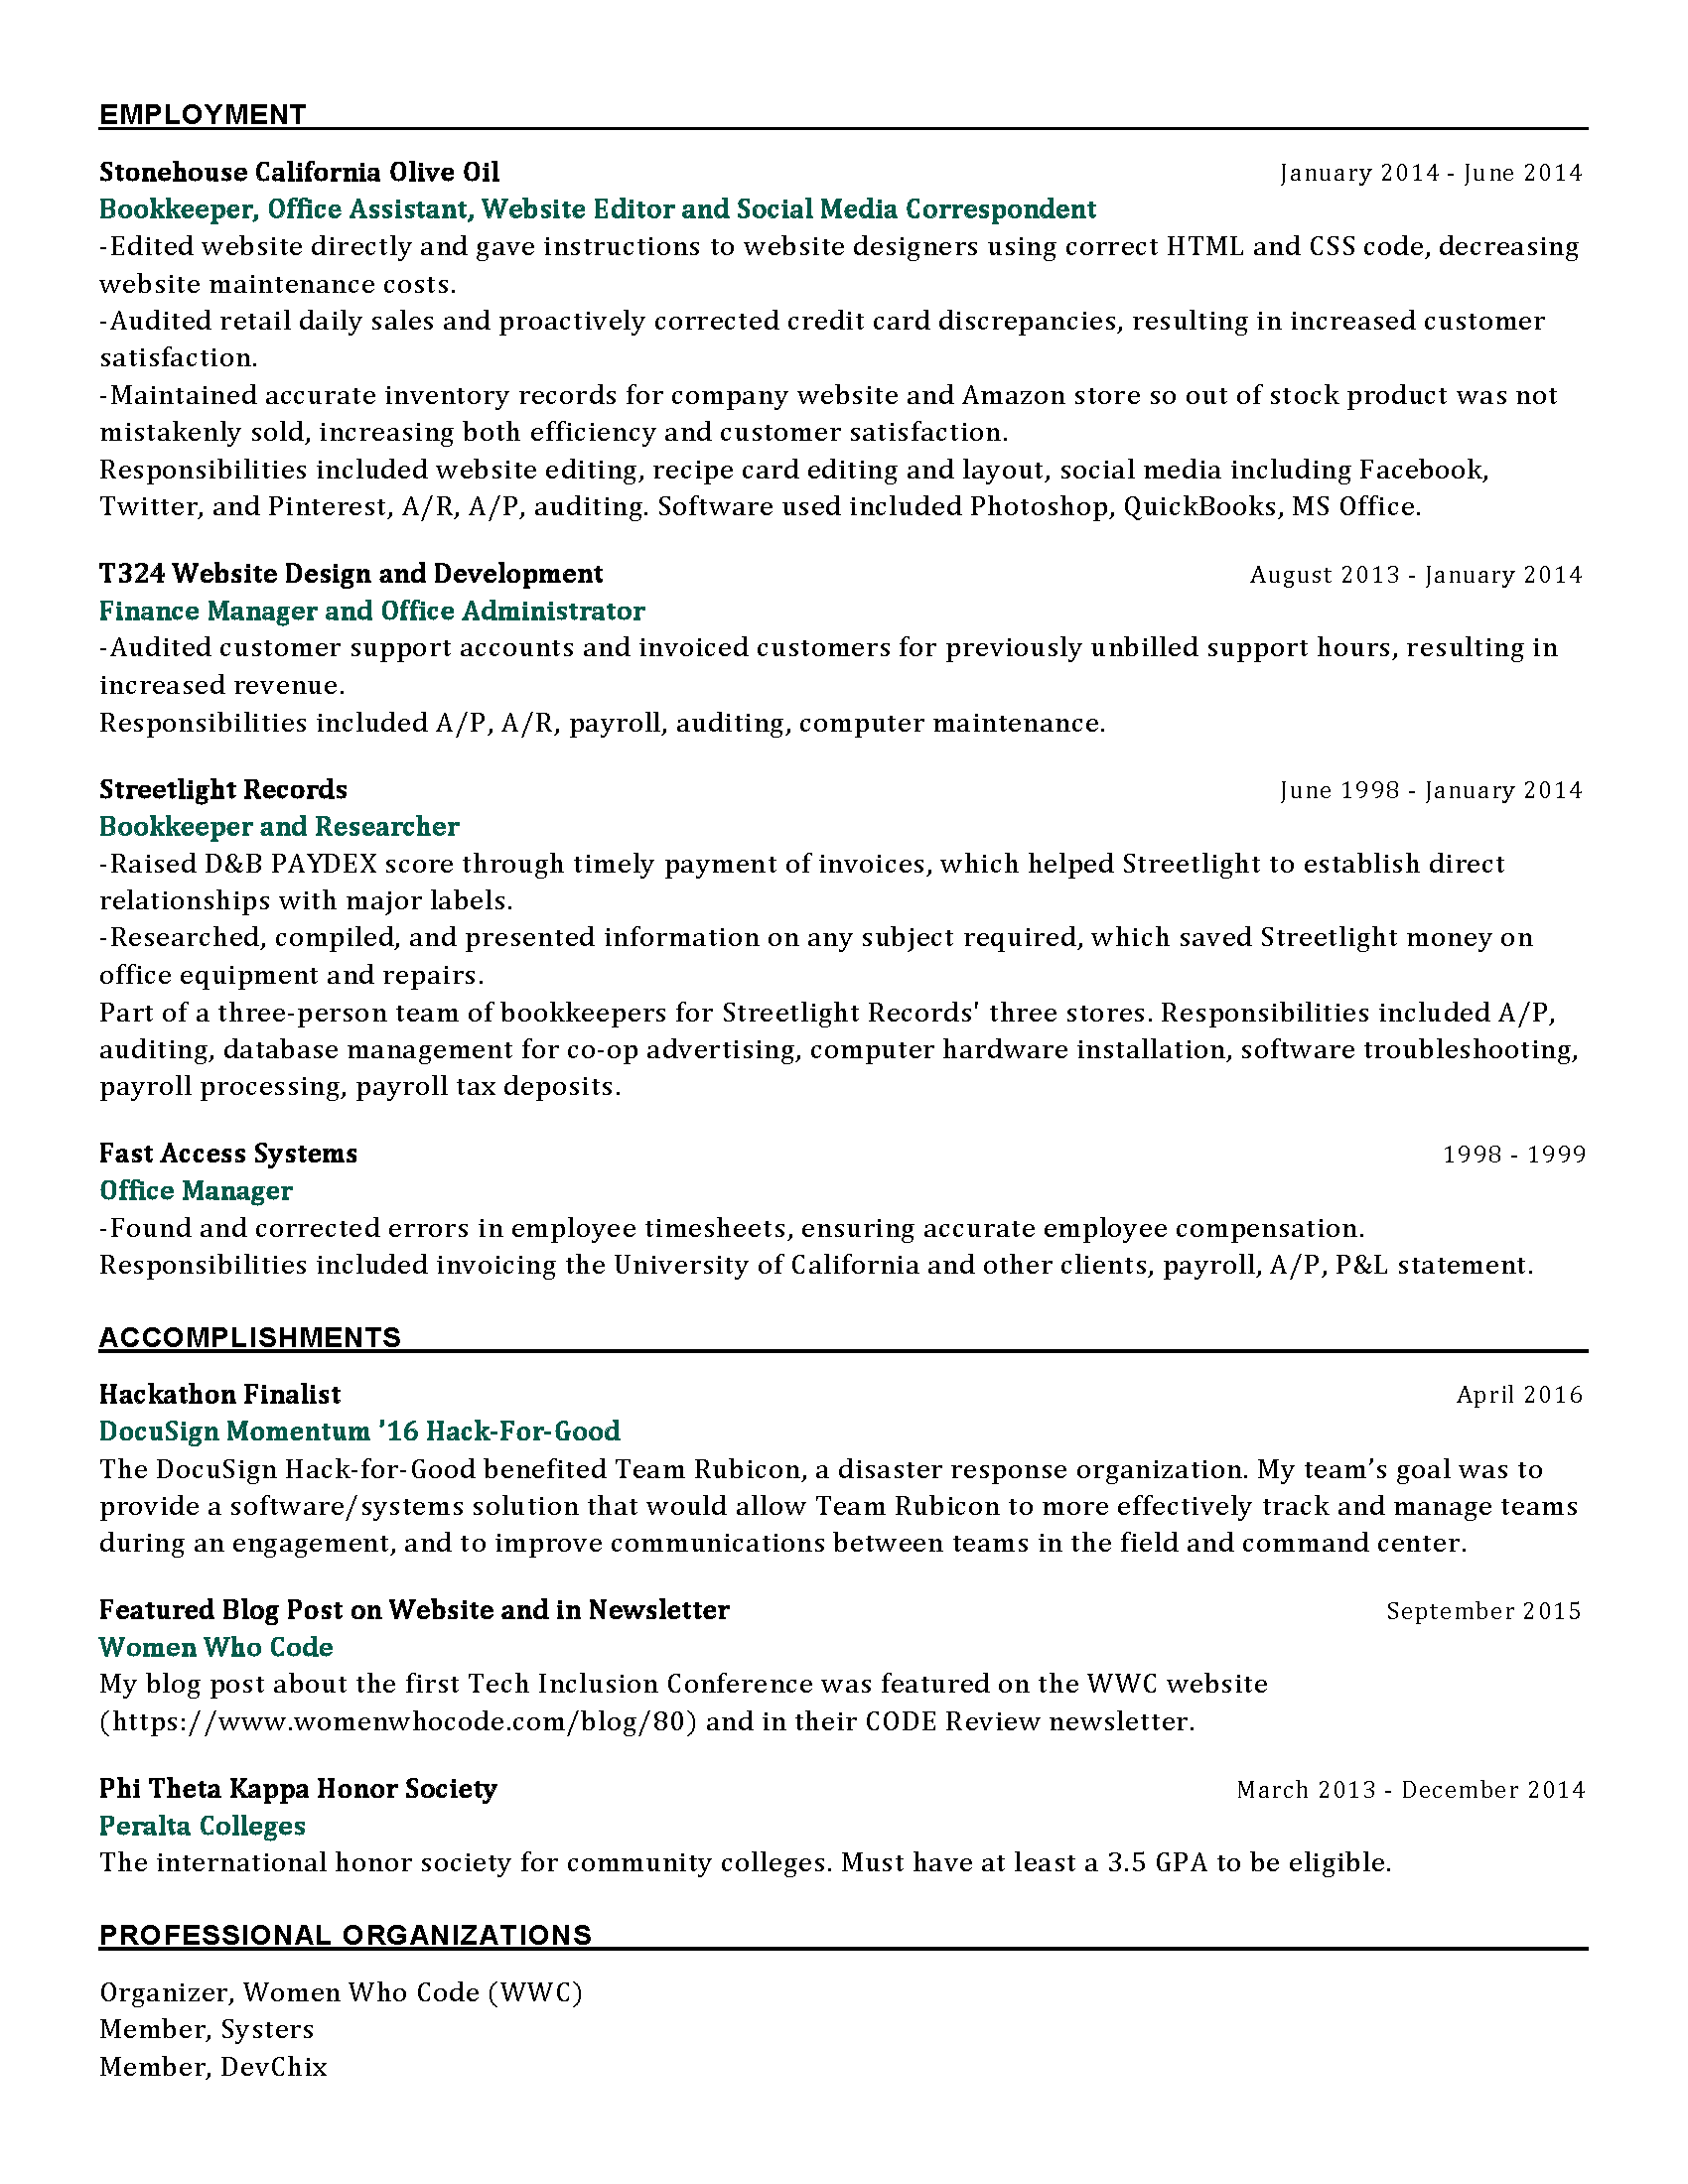 EMPLOYMENT
Stonehouse California Olive Oil January 2014 - June 2014
Bookkeeper, Office Assistant, Website Editor and Social Media Correspondent
-Edited website directly and gave instructions to website designers using correct HTML and CSS code, decreasing
website maintenance costs.
-Audited retail daily sales and proactively corrected credit card discrepancies, resulting in increased customer
satisfaction.
-Maintained accurate inventory records for company website and Amazon store so out of stock product was not
mistakenly sold, increasing both efficiency and customer satisfaction.
Responsibilities included website editing, recipe card editing and layout, social media including Facebook,
Twitter, and Pinterest, A/R, A/P, auditing. Software used included Photoshop, QuickBooks, MS Office.
T324 Website Design and Development August 2013 - January 2014
Finance Manager and Office Administrator
-Audited customer support accounts and invoiced customers for previously unbilled support hours, resulting in
increased revenue.
Responsibilities included A/P, A/R, payroll, auditing, computer maintenance.
Streetlight Records June 1998 - January 2014
Bookkeeper and Researcher
-Raised D&B PAYDEX score through timely payment of invoices, which helped Streetlight to establish direct
relationships with major labels.
-Researched, compiled, and presented information on any subject required, which saved Streetlight money on
office equipment and repairs.
Part of a three-person team of bookkeepers for Streetlight Records' three stores. Responsibilities included A/P,
auditing, database management for co-op advertising, computer hardware installation, software troubleshooting,
payroll processing, payroll tax deposits.
Fast Access Systems 1998 - 1999
Office Manager
-Found and corrected errors in employee timesheets, ensuring accurate employee compensation.
Responsibilities included invoicing the University of California and other clients, payroll, A/P, P&L statement.
ACCOMPLISHMENTS
Hackathon Finalist April 2016
DocuSign Momentum '16 Hack-For-Good
The DocuSign Hack-for-Good benefited Team Rubicon, a disaster response organization. My team’s goal was to
provide a software/systems solution that would allow Team Rubicon to more effectively track and manage teams
during an engagement, and to improve communications between teams in the field and command center.
Featured Blog Post on Website and in Newsletter September 2015
Women Who Code
My blog post about the first Tech Inclusion Conference was featured on the WWC website
(https://www.womenwhocode.com/blog/80) and in their CODE Review newsletter.
Phi Theta Kappa Honor Society March 2013 - December 2014
Peralta Colleges
The international honor society for community colleges. Must have at least a 3.5 GPA to be eligible.
PROFESSIONAL ORGANIZATIONS
Organizer, Women Who Code (WWC)
Member, Systers
Member, DevChix